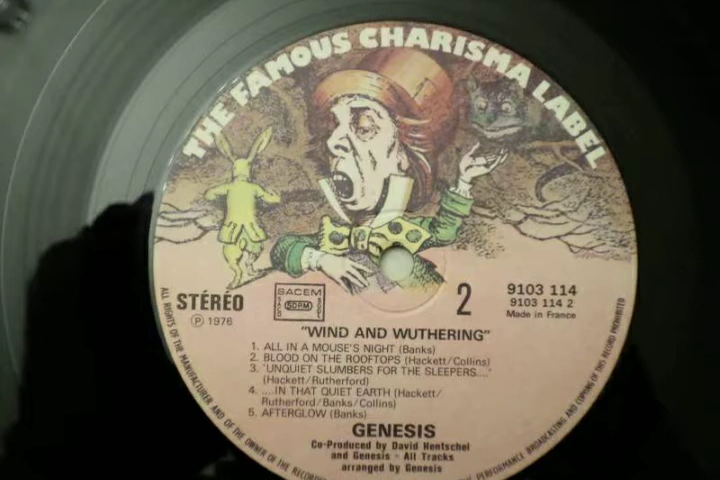 THE FAMOUS CHARISMA LABEL
STÉRÉO
Ⓟ 1976
SACEM
SDRM
2
9103 114
9103 114 2
Made in France
"WIND AND WUTHERING"
1. ALL IN A MOUSE'S NIGHT (Banks)
2. BLOOD ON THE ROOFTOPS (Hackett/Collins)
3. 'UNQUIET SLUMBERS FOR THE SLEEPERS....'
(Hackett/Rutherford)
4. ....IN THAT QUIET EARTH (Hackett/
Rutherford/Banks/Collins)
5. AFTERGLOW (Banks)
GENESIS
Co-Produced by David Hentschel
and Genesis - All Tracks
arranged by Genesis
ALL RIGHTS OF THE MANUFACTURER AND OF THE OWNER OF THE RECORDED
PERFORMANCE BROADCASTING AND COPYING OF THIS RECORD PROHIBITED